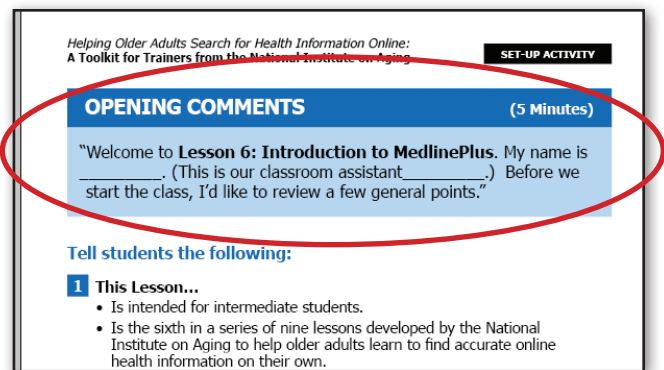 Helping Older Adults Search for Health Information Online:
A Toolkit for Trainers from the National Institute on Aging
SET-UP ACTIVITY
OPENING COMMENTS (5 Minutes)
“Welcome to Lesson 6: Introduction to MedlinePlus. My name is
_________. (This is our classroom assistant_________.) Before we
start the class, I’d like to review a few general points.”
Tell students the following:
1 This Lesson...
• Is intended for intermediate students.
• Is the sixth in a series of nine lessons developed by the National
Institute on Aging to help older adults learn to find accurate online
health information on their own.